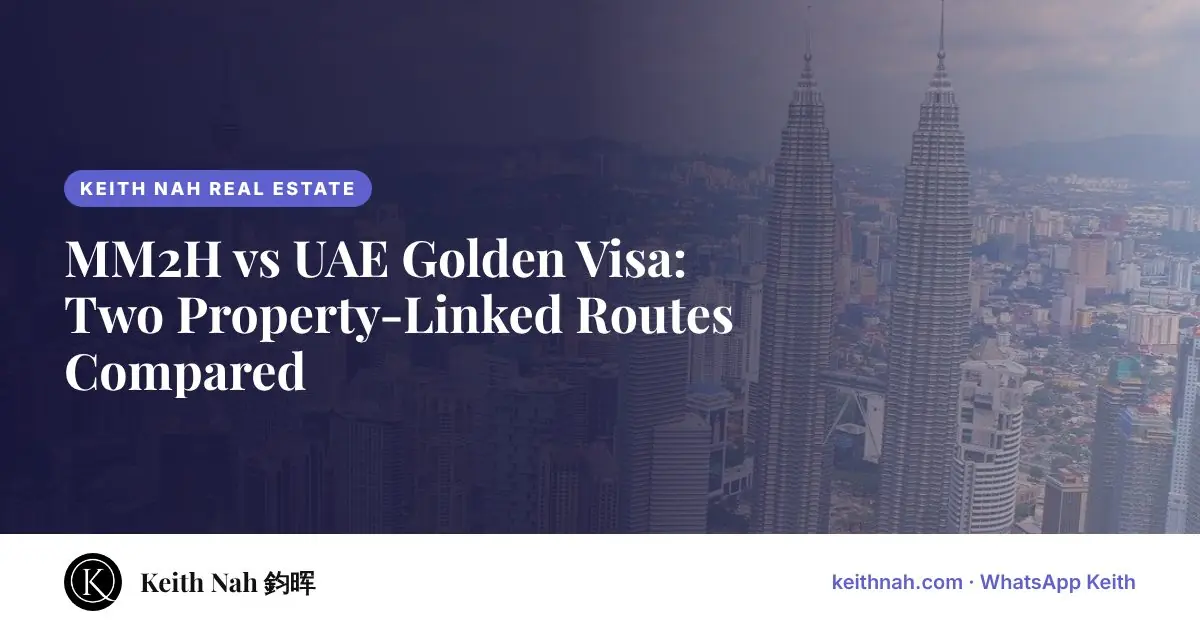 KEITH NAH REAL ESTATE
MM2H vs UAE Golden Visa:
Two Property-Linked Routes
Compared
K
Keith Nah 鈞晖
keithnah.com · WhatsApp Keith